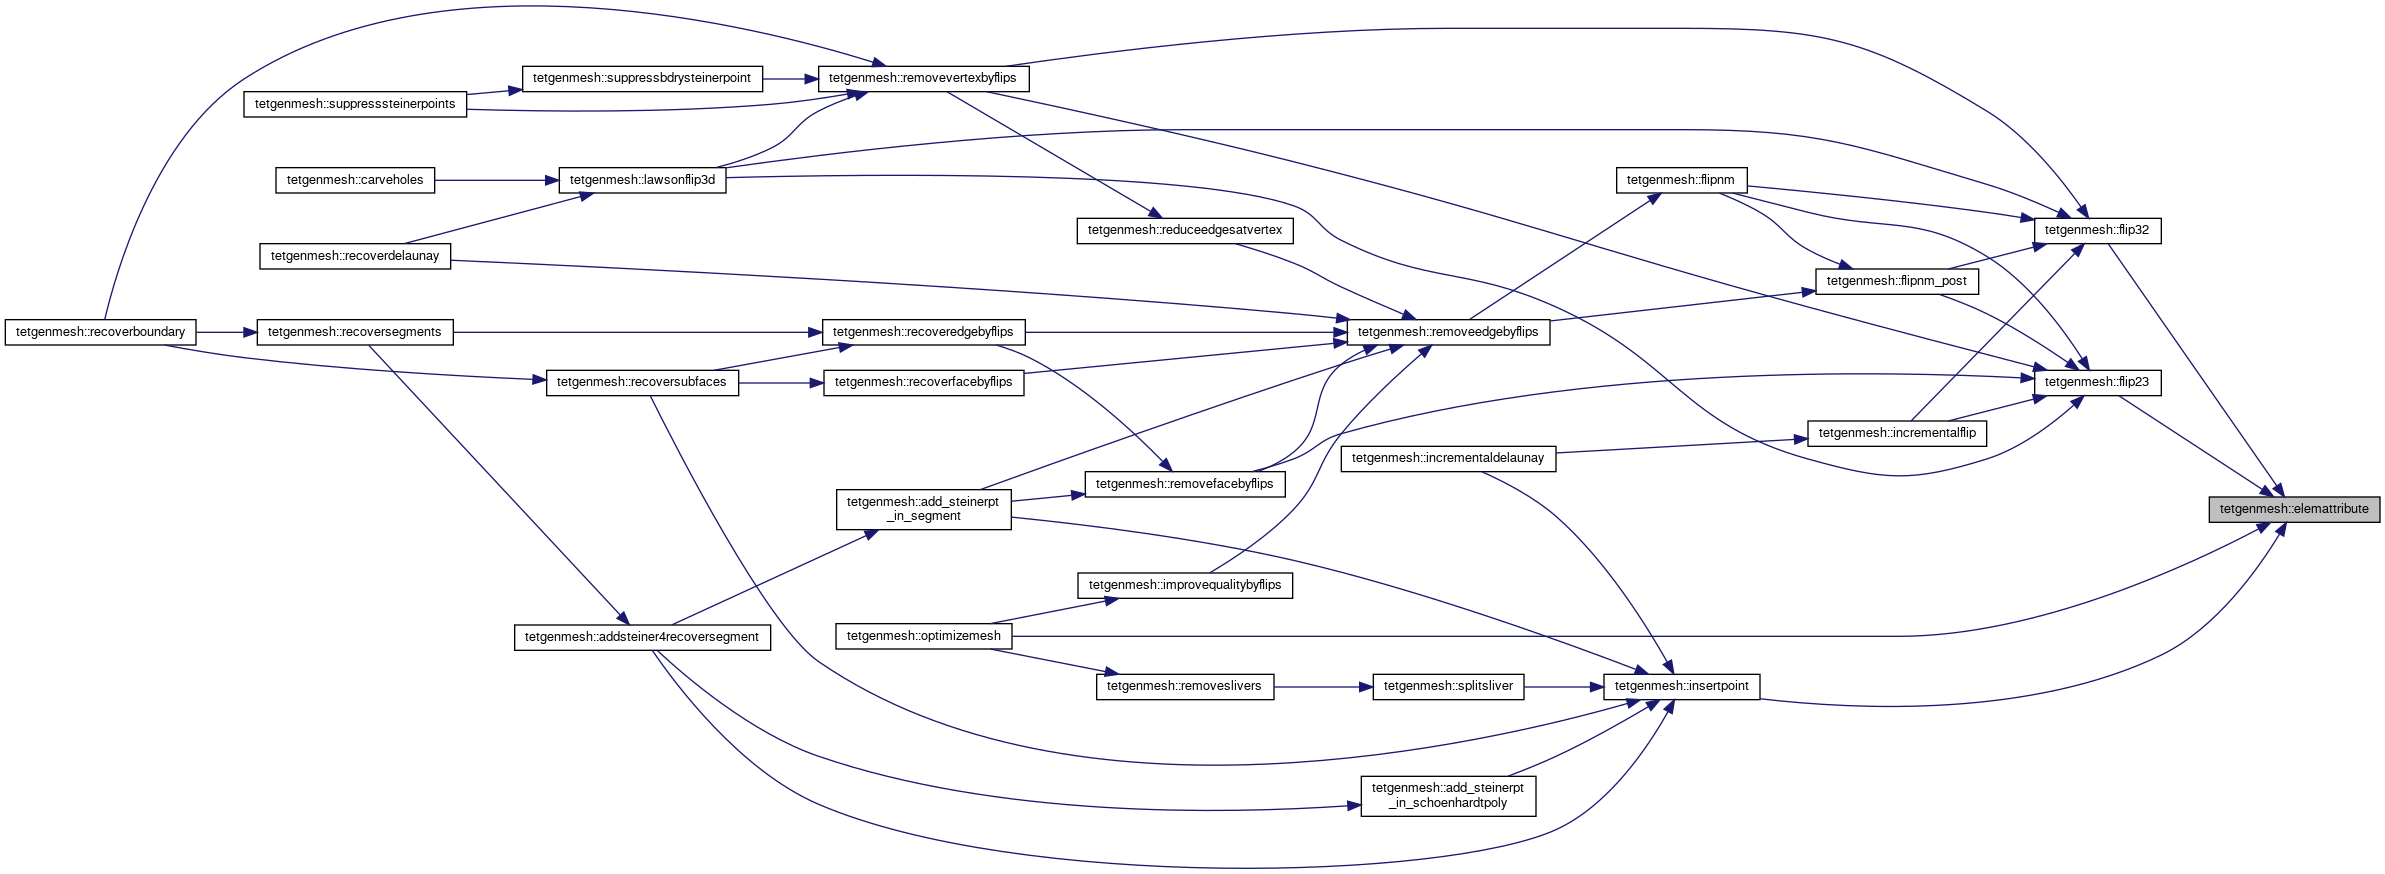 tetgenmesh::removevertexbyflips
tetgenmesh::suppressbdrysteinerpoint
tetgenmesh::suppresssteinerpoints
tetgenmesh::carveholes
tetgenmesh::lawsonflip3d
tetgenmesh::flipnm
tetgenmesh::reduceedgesatvertex
tetgenmesh::flip32
tetgenmesh::recoverdelaunay
tetgenmesh::flipnm_post
tetgenmesh::recoverboundary
tetgenmesh::recoversegments
tetgenmesh::recoveredgebyflips
tetgenmesh::removeedgebyflips
tetgenmesh::recoversubfaces
tetgenmesh::recoverfacebyflips
tetgenmesh::flip23
tetgenmesh::incrementalflip
tetgenmesh::incrementaldelaunay
tetgenmesh::removefacebyflips
tetgenmesh::add_steinerpt
_in_segment
tetgenmesh::elemattribute
tetgenmesh::improvequalitybyflips
tetgenmesh::addsteiner4recoversegment
tetgenmesh::optimizemesh
tetgenmesh::removeslivers
tetgenmesh::splitsliver
tetgenmesh::insertpoint
tetgenmesh::add_steinerpt
_in_schoenhardtpoly